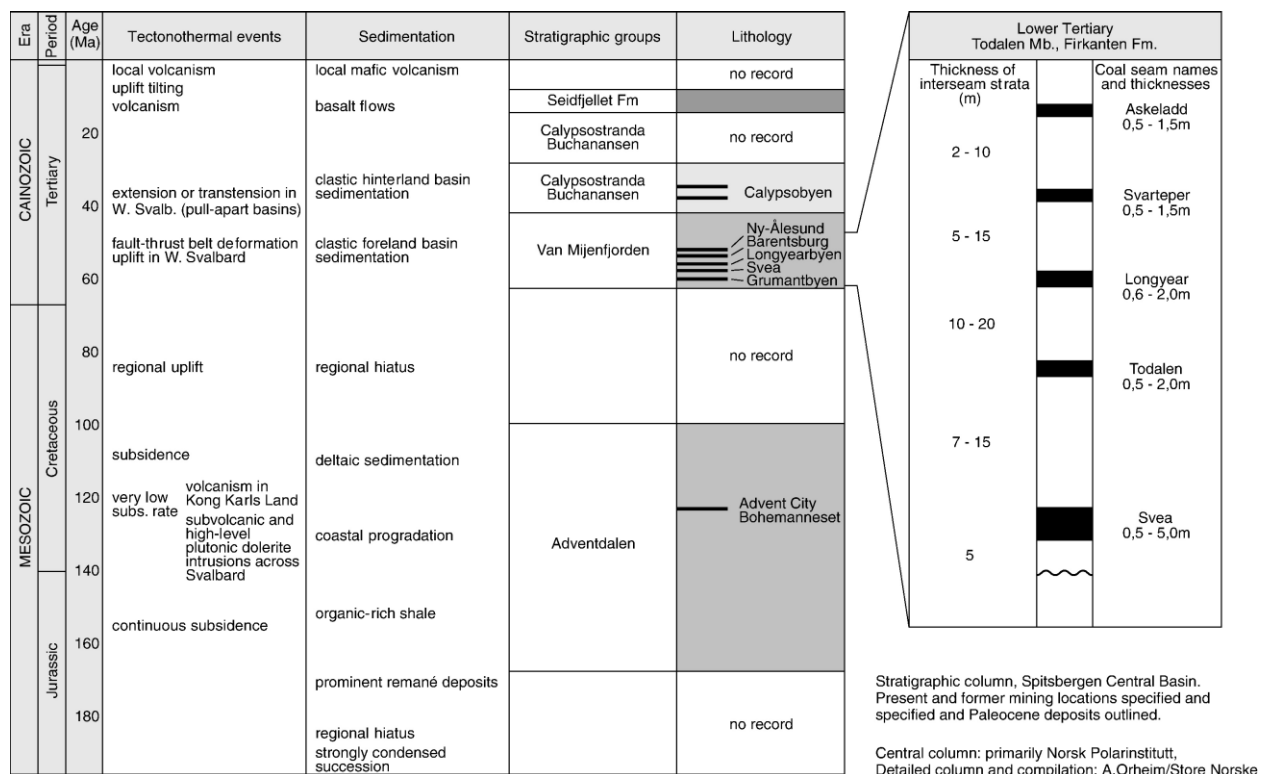 Era
Period
Age
(Ma)
Tectonothermal events
Sedimentation
Stratigraphic groups
Lithology
CAINOZOIC
MESOZOIC
Tertiary
Cretaceous
Jurassic
20
40
60
80
100
120
140
160
180
local volcanism
uplift tilting
volcanism
extension or transtension in
W. Svalb. (pull-apart basins)
fault-thrust belt deformation
uplift in W. Svalbard
regional uplift
subsidence
very low
subs. rate
volcanism in
Kong Karls Land
subvolcanic and
high-level
plutonic dolerite
intrusions across
Svalbard
continuous subsidence
local mafic volcanism
basalt flows
clastic hinterland basin
sedimentation
clastic foreland basin
sedimentation
regional hiatus
deltaic sedimentation
coastal progradation
organic-rich shale
prominent remané deposits
regional hiatus
strongly condensed
succession
Seidfjellet Fm
Calypsostranda
Buchanansen
Calypsostranda
Buchanansen
Van Mijenfjorden
Adventdalen
no record
no record
Calypsobyen
Ny-Ålesund
Barentsburg
Longyearbyen
Svea
Grumantbyen
no record
Advent City
Bohemanneset
no record
Lower Tertiary
Todalen Mb., Firkanten Fm.
Thickness of
interseam strata
(m)
2 - 10
5 - 15
10 - 20
7 - 15
5
Coal seam names
and thicknesses
Askeladd
0,5 - 1,5m
Svarteper
0,5 - 1,5m
Longyear
0,6 - 2,0m
Todalen
0,5 - 2,0m
Svea
0,5 - 5,0m
Stratigraphic column, Spitsbergen Central Basin.
Present and former mining locations specified and
specified and Paleocene deposits outlined.
Central column: primarily Norsk Polarinstitutt,
Detailed column and compilation: A.Orheim/Store Norske